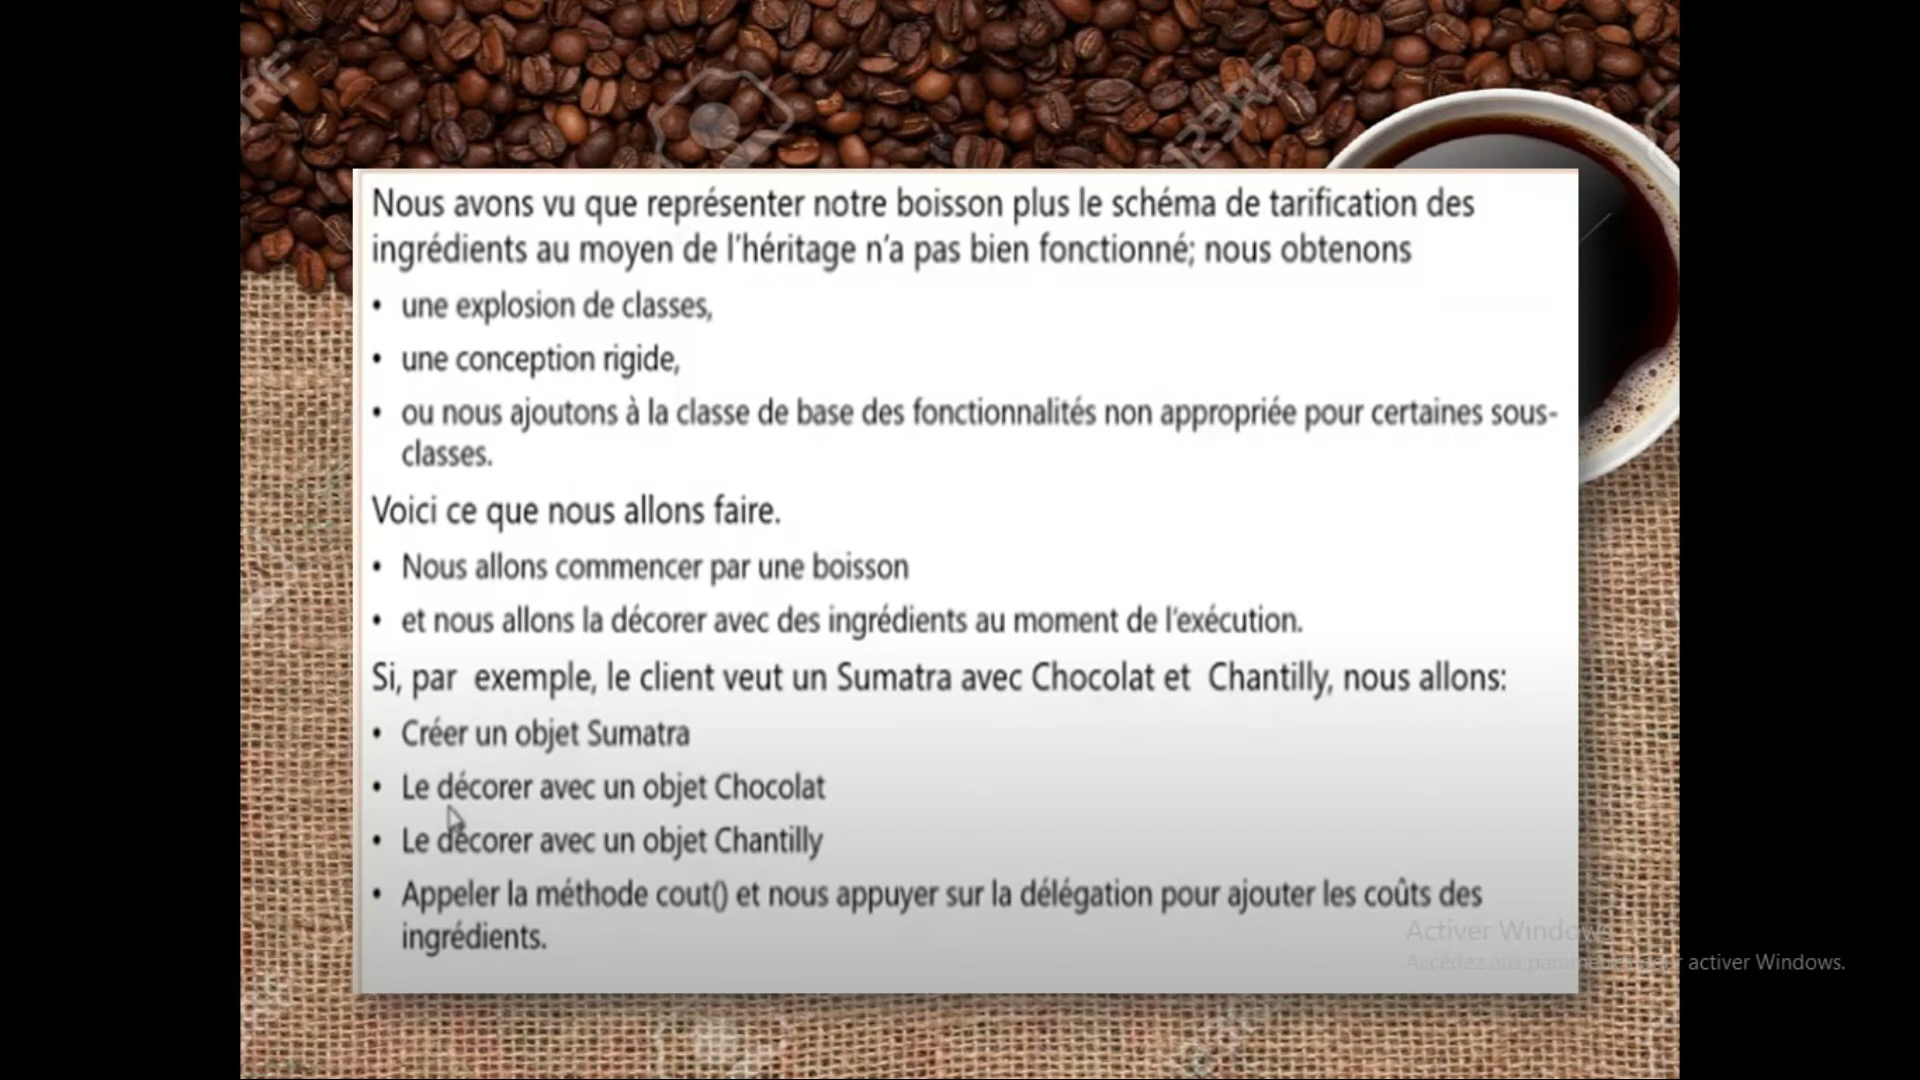 Nous avons vu que représenter notre boisson plus le schéma de tarification des
ingrédients au moyen de l'héritage n'a pas bien fonctionné; nous obtenons
• une explosion de classes,
• une conception rigide,
• ou nous ajoutons à la classe de base des fonctionnalités non appropriée pour certaines sous-
classes.
Voici ce que nous allons faire.
• Nous allons commencer par une boisson
• et nous allons la décorer avec des ingrédients au moment de l'exécution.
Si, par exemple, le client veut un Sumatra avec Chocolat et Chantilly, nous allons:
• Créer un objet Sumatra
• Le décorer avec un objet Chocolat
• Le décorer avec un objet Chantilly
• Appeler la méthode cout() et nous appuyer sur la délégation pour ajouter les coûts des
ingrédients.
Activer Windows
Accédez aux activer Windows.
123RF